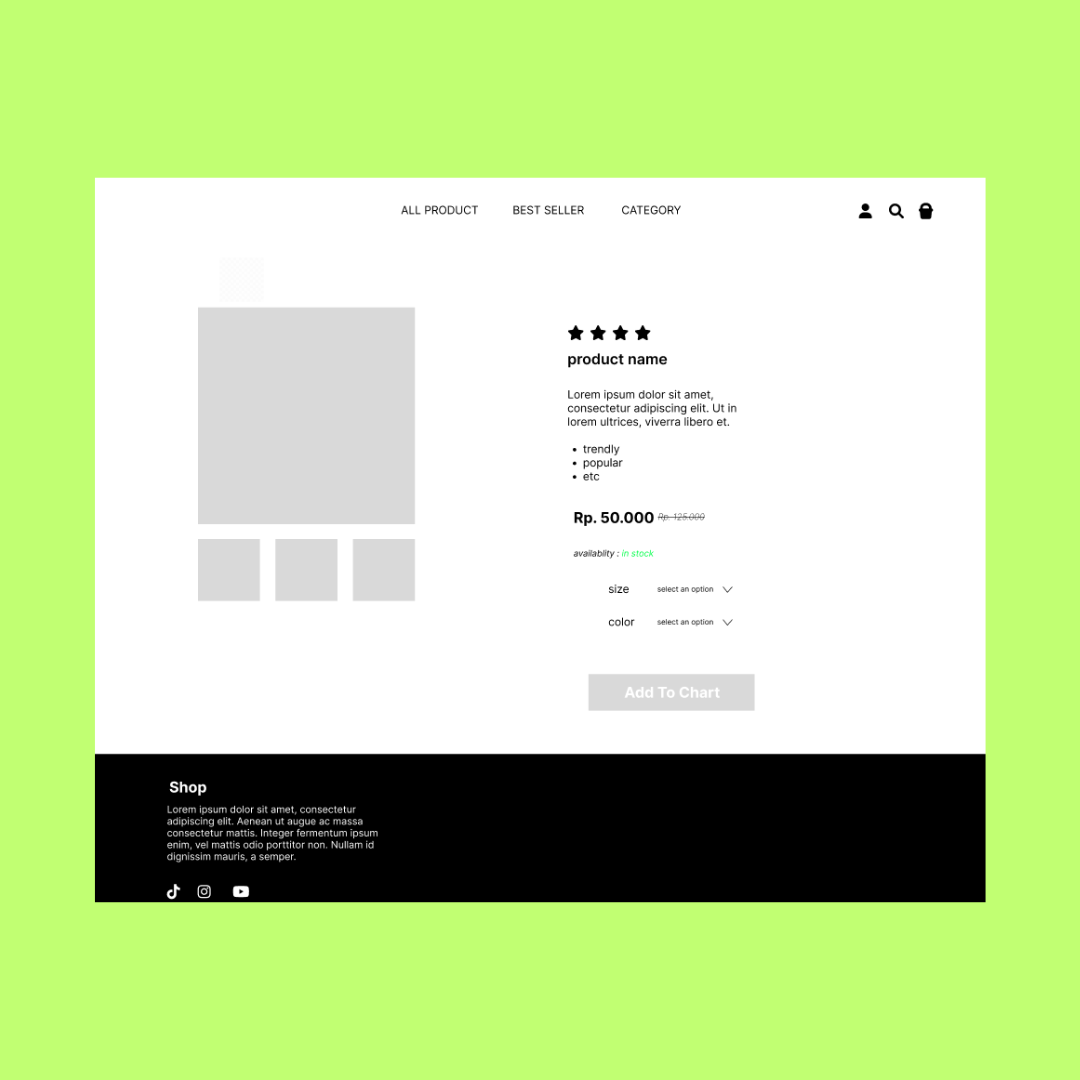 ALL PRODUCT BEST SELLER CATEGORY
product name
Lorem ipsum dolor sit amet,
consectetur adipiscing elit. Ut in
lorem ultrices, viverra libero et.
• trendly
• popular
• etc
Rp. 50.000 Rp. 125.000
availablity : in stock
size select an option
color select an option
Add To Chart
Shop
Lorem ipsum dolor sit amet, consectetur
adipiscing elit. Aenean ut augue ac massa
consectetur mattis. Integer fermentum ipsum
enim, vel mattis odio porttitor non. Nullam id
dignissim mauris, a semper.